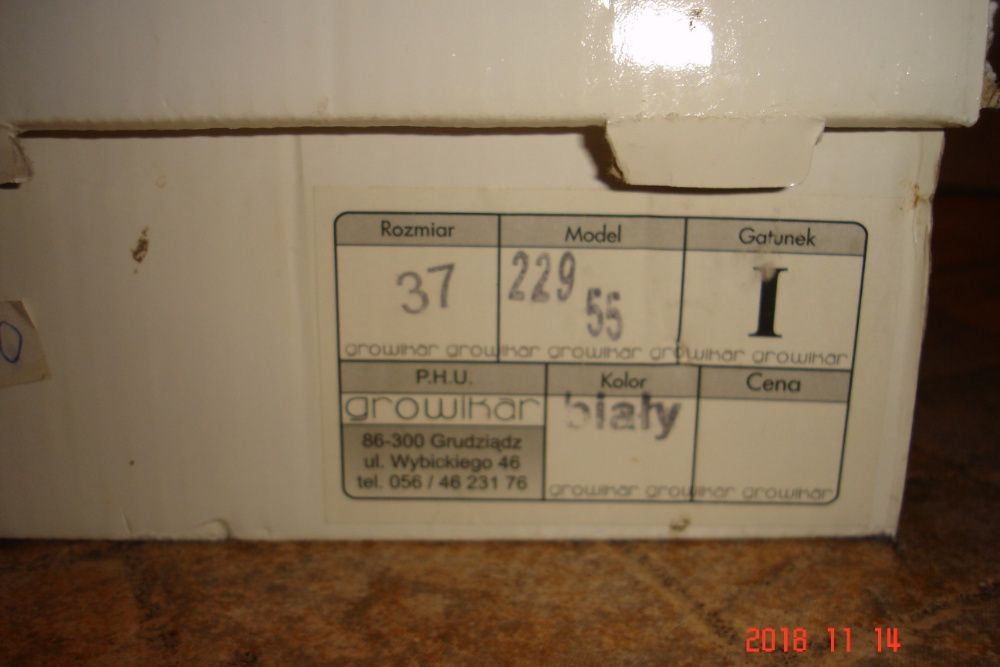 Rozmiar Model Gatunek
37 229 55 I
growikar growikar growikar growikar growikar
P.H.U. Kolor Cena
growikar biały
86-300 Grudziądz
ul. Wybickiego 46
tel. 056 / 46 231 76
growikar growikar growikar
0
2018 11 14